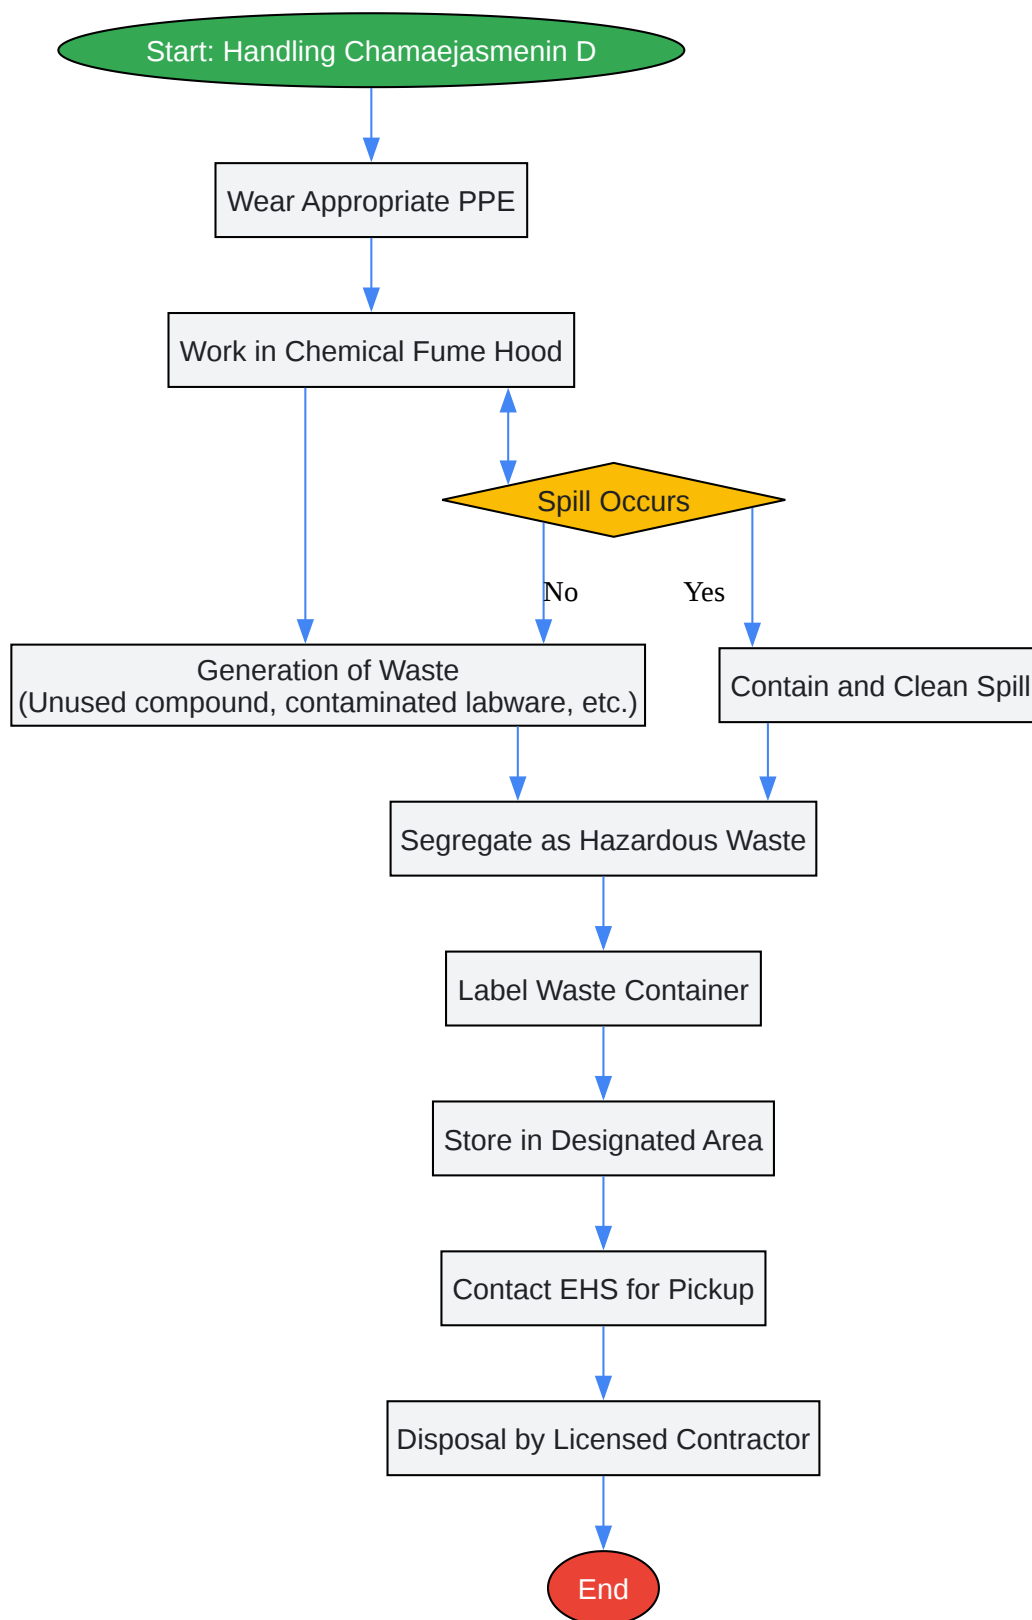 Start: Handling Chamaejasmenin D
Wear Appropriate PPE
Work in Chemical Fume Hood
Spill Occurs
No
Yes
Generation of Waste
(Unused compound, contaminated labware, etc.)
Contain and Clean Spill
Segregate as Hazardous Waste
Label Waste Container
Store in Designated Area
Contact EHS for Pickup
Disposal by Licensed Contractor
End